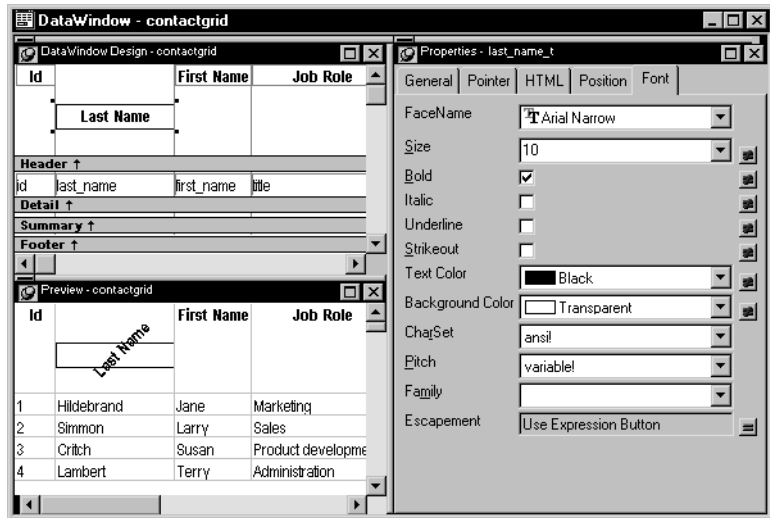 DataWindow - contactgrid
DataWindow Design - contactgrid
Id First Name Job Role
Last Name
Header ↑
id last_name first_name title
Detail ↑
Summary ↑
Footer ↑
Preview - contactgrid
Id First Name Job Role
Last Name
1 Hildebrand Jane Marketing
2 Simmon Larry Sales
3 Critch Susan Product developme
4 Lambert Terry Administration
Properties - last_name_t
General Pointer HTML Position Font
FaceName Arial Narrow
Size 10
Bold
Italic
Underline
Strikeout
Text Color Black
Background Color Transparent
CharSet ansi!
Pitch variable!
Family
Escapement Use Expression Button